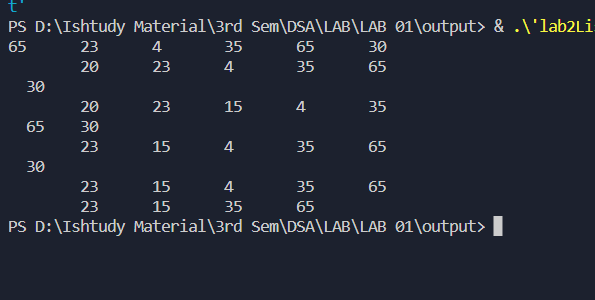 t'
PS D:\Ishtudy Material\3rd Sem\DSA\LAB\LAB 01\output> & .\'lab2Li
65 23 4 35 65 30
20 23 4 35 65
30
20 23 15 4 35
65 30
23 15 4 35 65
30
23 15 4 35 65
23 15 35 65
PS D:\Ishtudy Material\3rd Sem\DSA\LAB\LAB 01\output>